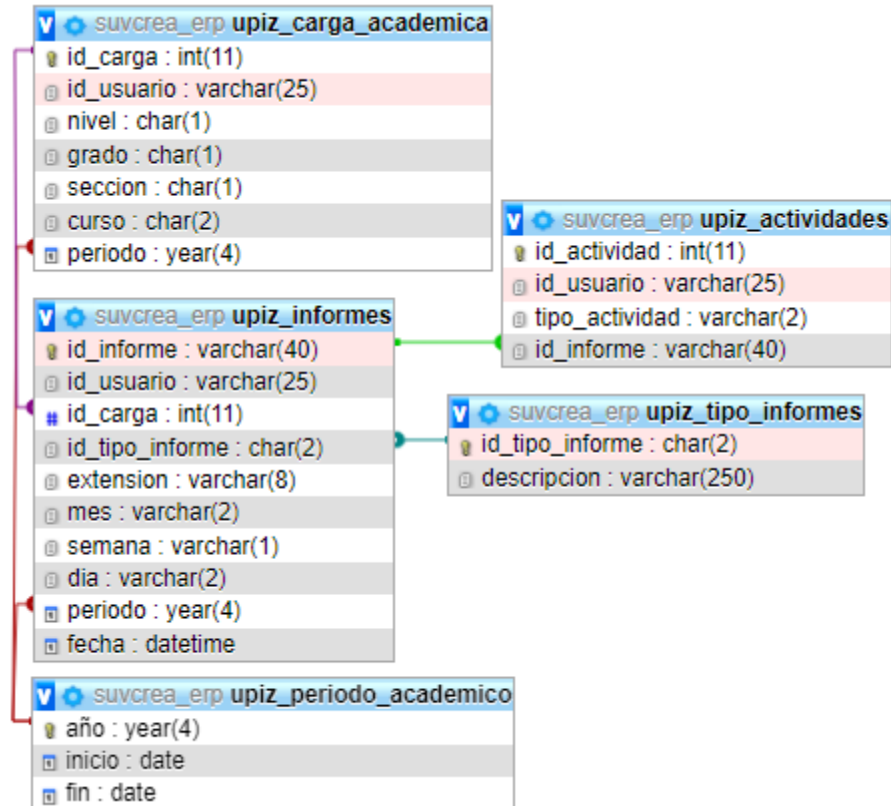 V suvcrea_erp upiz_carga_academica
id_carga : int(11)
id_usuario : varchar(25)
nivel : char(1)
grado : char(1)
seccion : char(1)
curso : char(2)
periodo : year(4)
V suvcrea_erp upiz_actividades
id_actividad : int(11)
id_usuario : varchar(25)
tipo_actividad : varchar(2)
id_informe : varchar(40)
V suvcrea_erp upiz_informes
id_informe : varchar(40)
id_usuario : varchar(25)
# id_carga : int(11)
id_tipo_informe : char(2)
extension : varchar(8)
mes : varchar(2)
semana : varchar(1)
dia : varchar(2)
periodo : year(4)
fecha : datetime
V suvcrea_erp upiz_tipo_informes
id_tipo_informe : char(2)
descripcion : varchar(250)
V suvcrea_erp upiz_periodo_academico
año : year(4)
inicio : date
fin : date